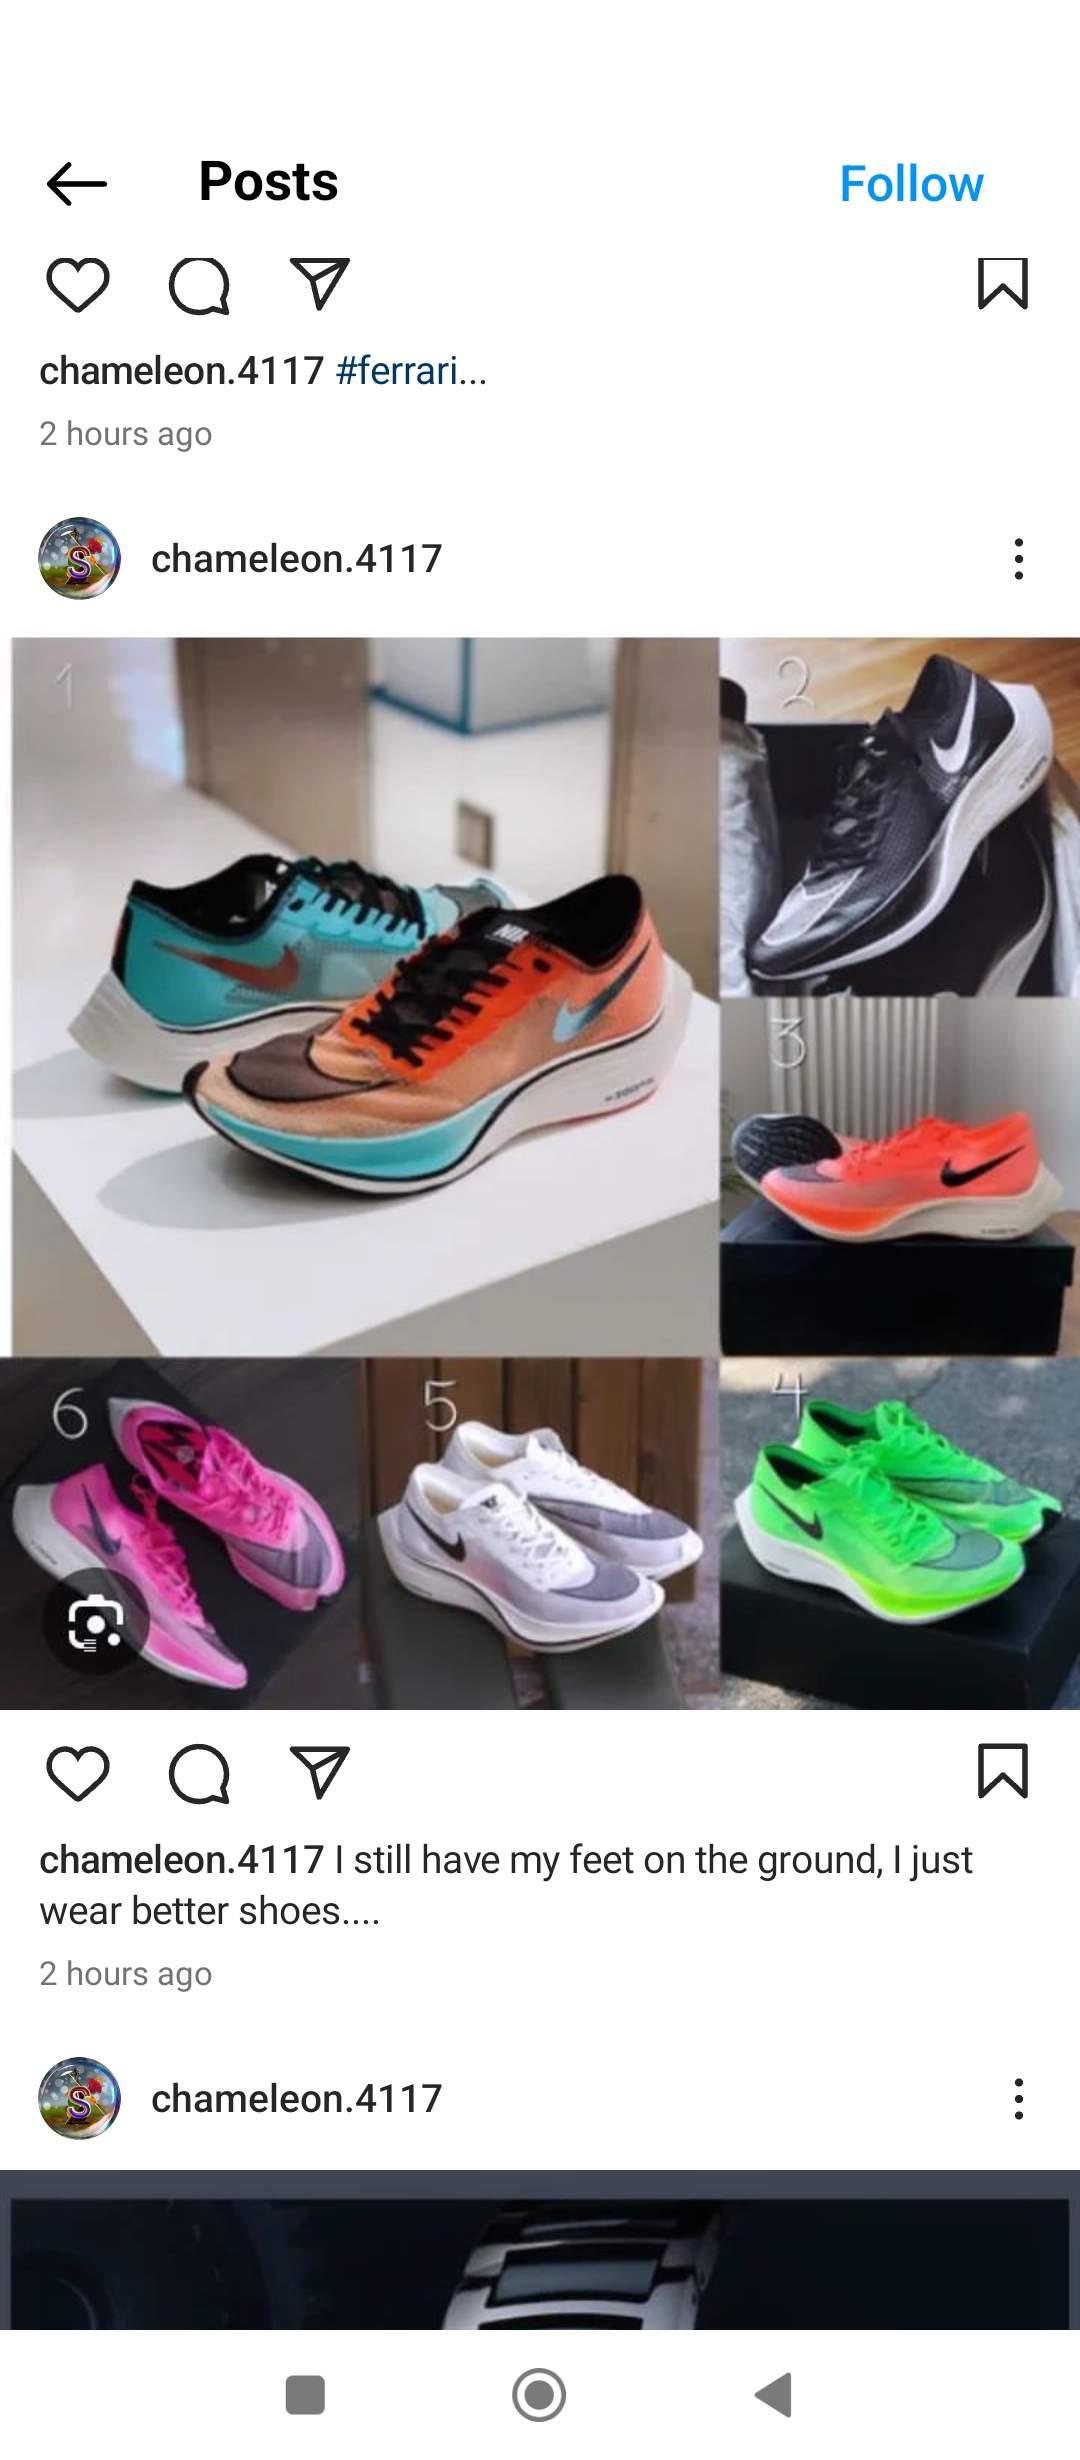 Posts
Follow
chameleon.4117 #ferrari...
2 hours ago
S
chameleon.4117
1
2
3
6
5
4
chameleon.4117 I still have my feet on the ground, I just
wear better shoes....
2 hours ago
S
chameleon.4117